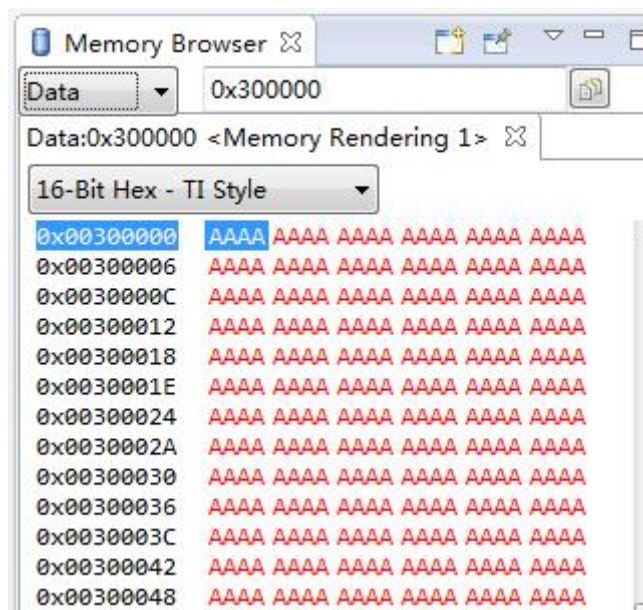 Memory Browser
Data 0x300000
Data:0x300000 <Memory Rendering 1>
16-Bit Hex - TI Style
0x00300000 AAAA AAAA AAAA AAAA AAAA AAAA
0x00300006 AAAA AAAA AAAA AAAA AAAA AAAA
0x0030000C AAAA AAAA AAAA AAAA AAAA AAAA
0x00300012 AAAA AAAA AAAA AAAA AAAA AAAA
0x00300018 AAAA AAAA AAAA AAAA AAAA AAAA
0x0030001E AAAA AAAA AAAA AAAA AAAA AAAA
0x00300024 AAAA AAAA AAAA AAAA AAAA AAAA
0x0030002A AAAA AAAA AAAA AAAA AAAA AAAA
0x00300030 AAAA AAAA AAAA AAAA AAAA AAAA
0x00300036 AAAA AAAA AAAA AAAA AAAA AAAA
0x0030003C AAAA AAAA AAAA AAAA AAAA AAAA
0x00300042 AAAA AAAA AAAA AAAA AAAA AAAA
0x00300048 AAAA AAAA AAAA AAAA AAAA AAAA